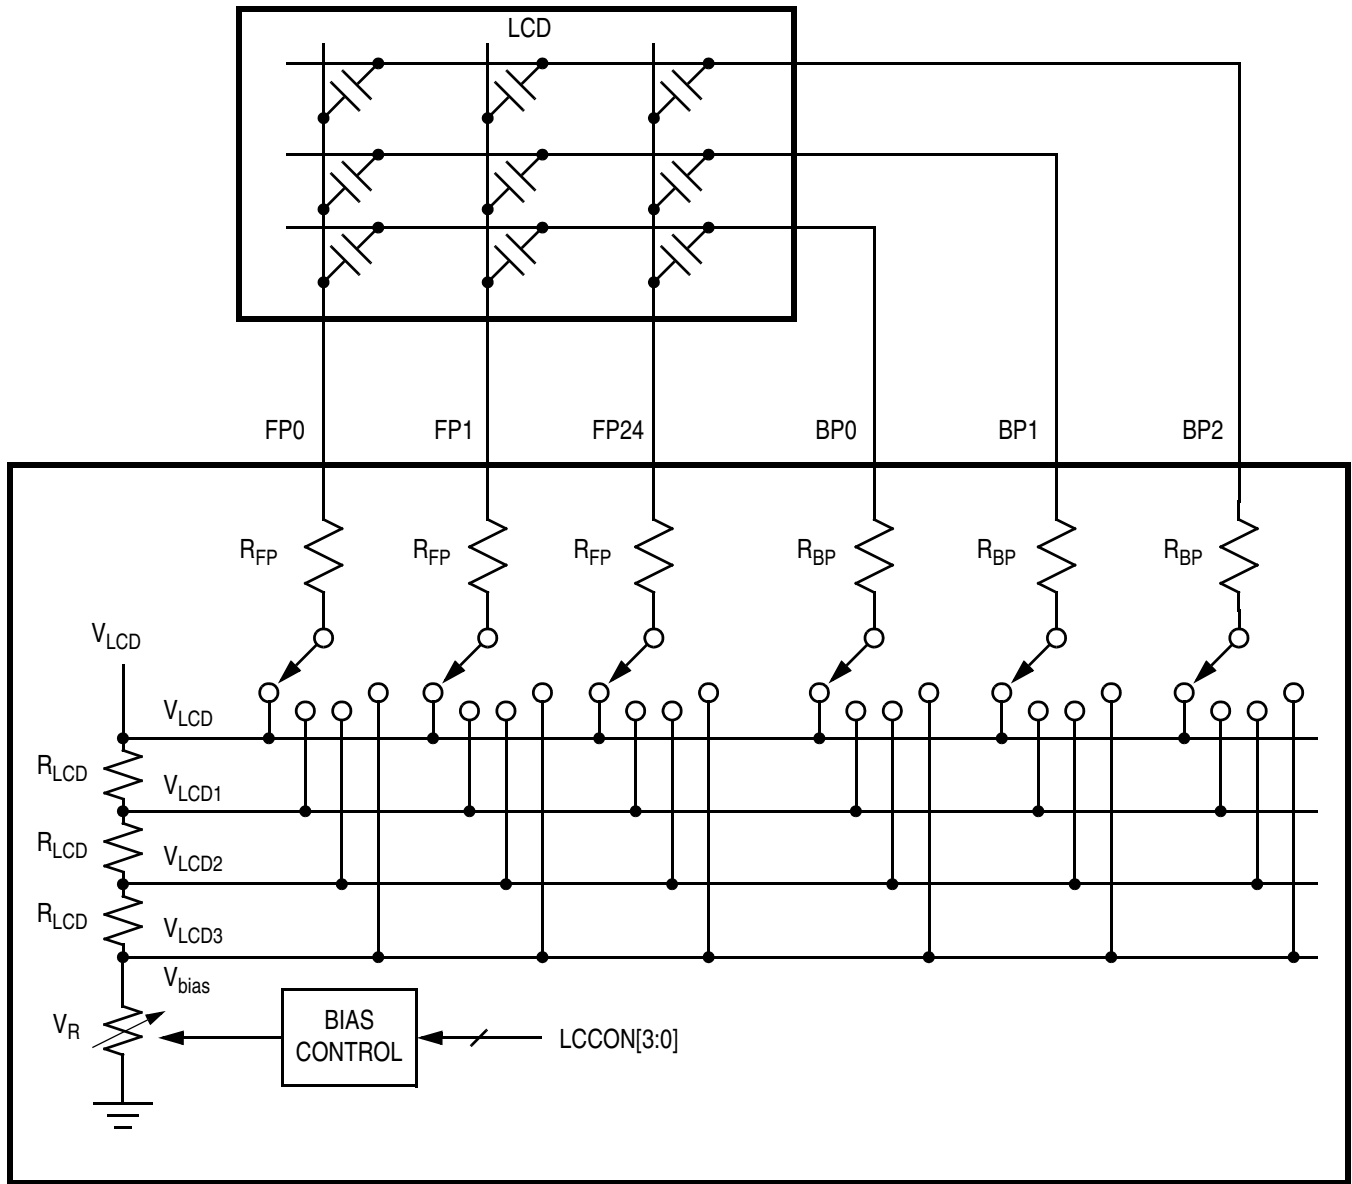 LCD
FP0 FP1 FP24 BP0 BP1 BP2
RFP RFP RFP RBP RBP RBP
VLCD
VLCD
RLCD
VLCD1
RLCD
VLCD2
RLCD
VLCD3
Vbias
VR
BIAS
CONTROL
LCCON[3:0]